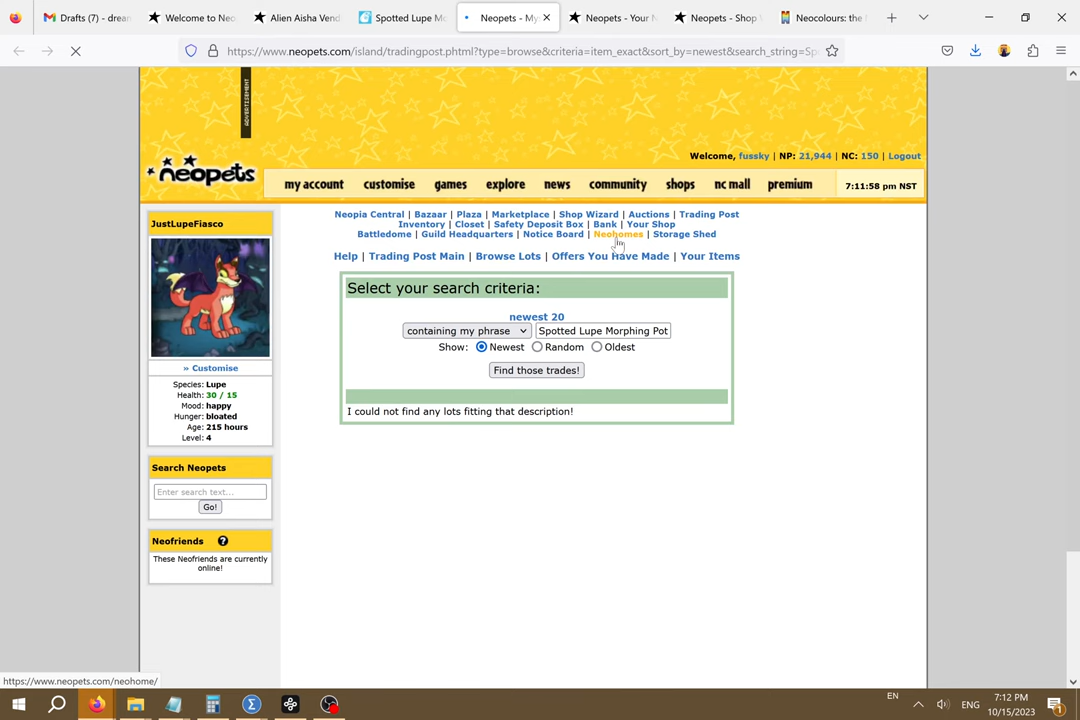 Drafts (7) - drean
Welcome to Neo
Alien Aisha Vend
Spotted Lupe Mo
Neopets - My
Neopets - Your N
Neopets - Shop W
Neocolours: the
https://www.neopets.com/island/tradingpost.phtml?type=browse&criteria=item_exact&sort_by=newest&search_string=Spo
ADVERTISEMENT
neopets
Welcome, fussky | NP: 21,944 | NC: 150 | Logout
my account customise games explore news community shops nc mall premium 7:11:58 pm NST
JustLupeFiasco
Neopia Central | Bazaar | Plaza | Marketplace | Shop Wizard | Auctions | Trading Post
Inventory | Closet | Safety Deposit Box | Bank | Your Shop
Battledome | Guild Headquarters | Notice Board | Neohomes | Storage Shed
Help | Trading Post Main | Browse Lots | Offers You Have Made | Your Items
Select your search criteria:
newest 20
containing my phrase Spotted Lupe Morphing Pot
Show: Newest Random Oldest
Find those trades!
I could not find any lots fitting that description!
» Customise
Species: Lupe
Health: 30 / 15
Mood: happy
Hunger: bloated
Age: 215 hours
Level: 4
Search Neopets
Enter search text...
Go!
Neofriends ?
These Neofriends are currently
online!
https://www.neopets.com/neohome/
EN
ENG
7:12 PM
10/15/2023
1